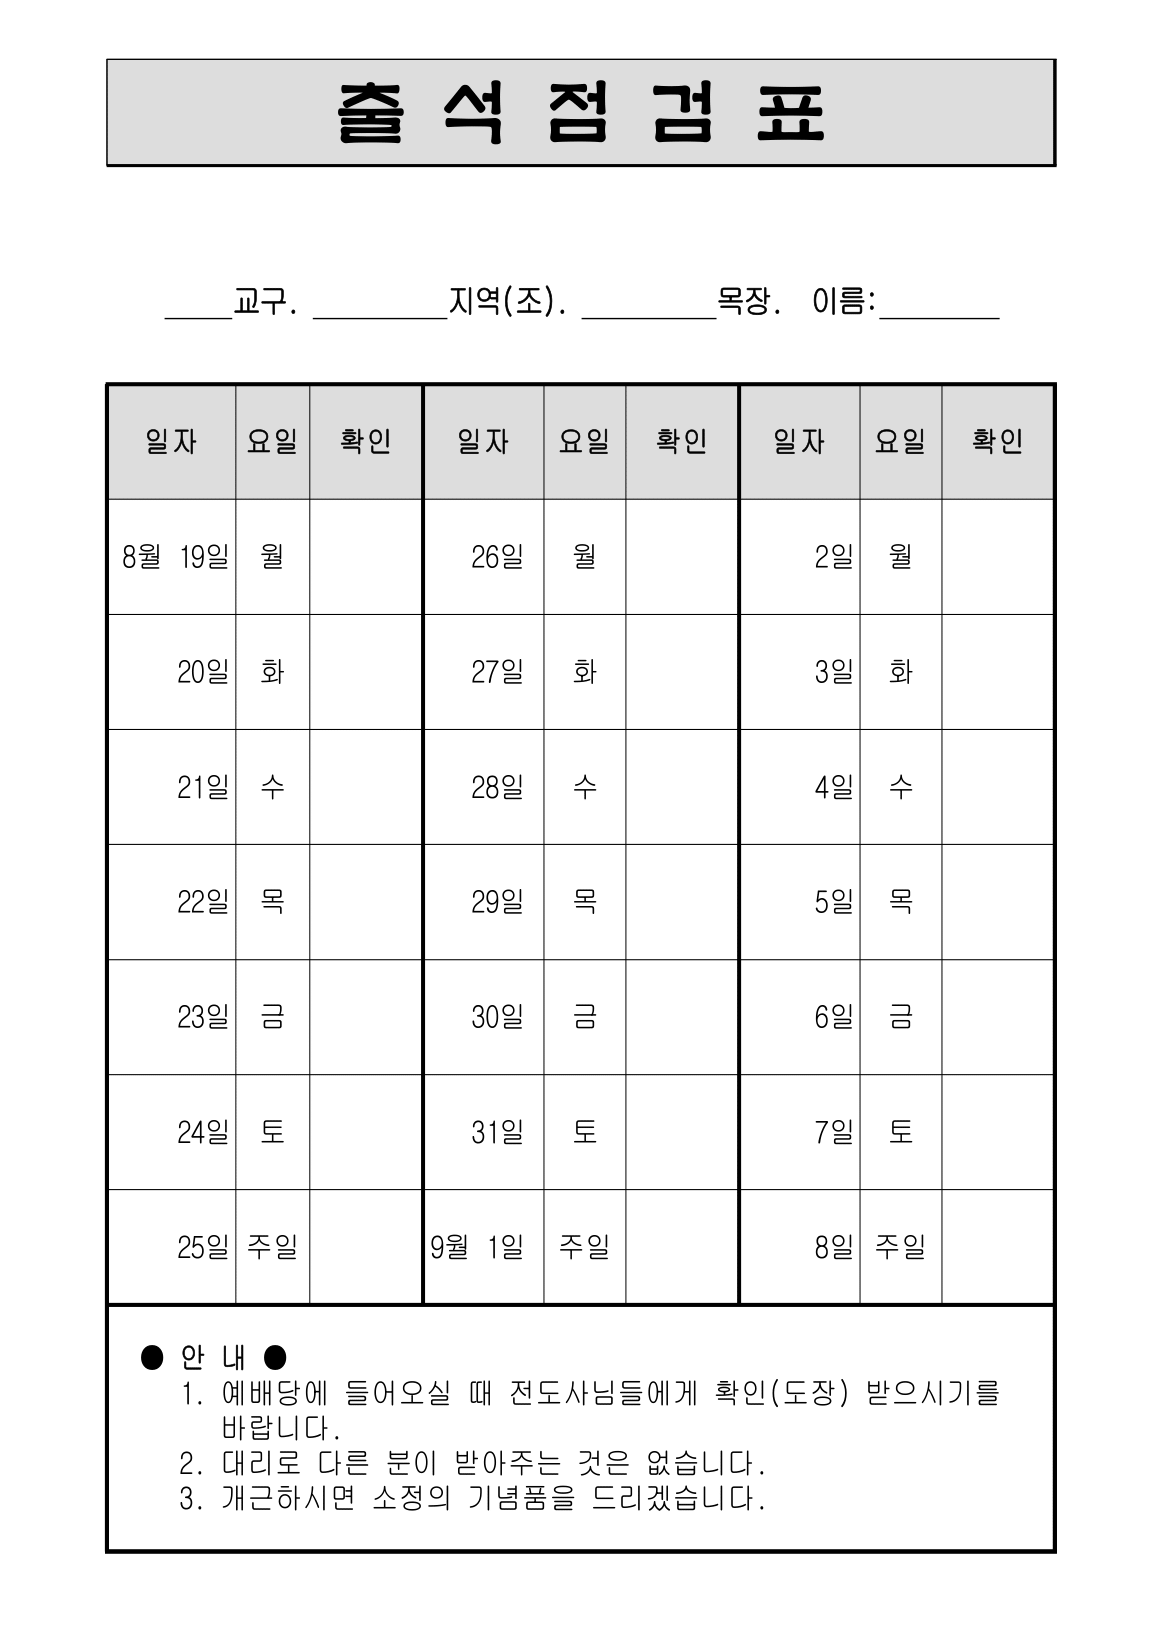 출 석 점 검 표
_____교구. _______지역(조). _______목장. 이름:______
일자 요일 확인 일자 요일 확인 일자 요일 확인
8월 19일 월 26일 월 2일 월
20일 화 27일 화 3일 화
21일 수 28일 수 4일 수
22일 목 29일 목 5일 목
23일 금 30일 금 6일 금
24일 토 31일 토 7일 토
25일 주일 9월 1일 주일 8일 주일
● 안 내 ●
1. 예배당에 들어오실 때 전도사님들에게 확인(도장) 받으시기를
바랍니다.
2. 대리로 다른 분이 받아주는 것은 없습니다.
3. 개근하시면 소정의 기념품을 드리겠습니다.